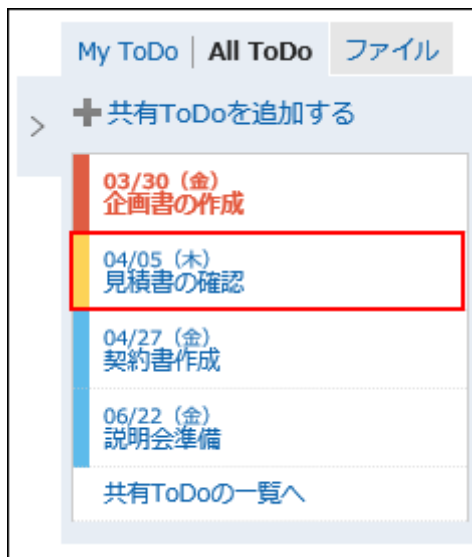 My ToDo | All ToDo ファイル
共有ToDoを追加する
03/30（金）
企画書の作成
04/05（木）
見積書の確認
04/27（金）
契約書作成
06/22（金）
説明会準備
共有ToDoの一覧へ